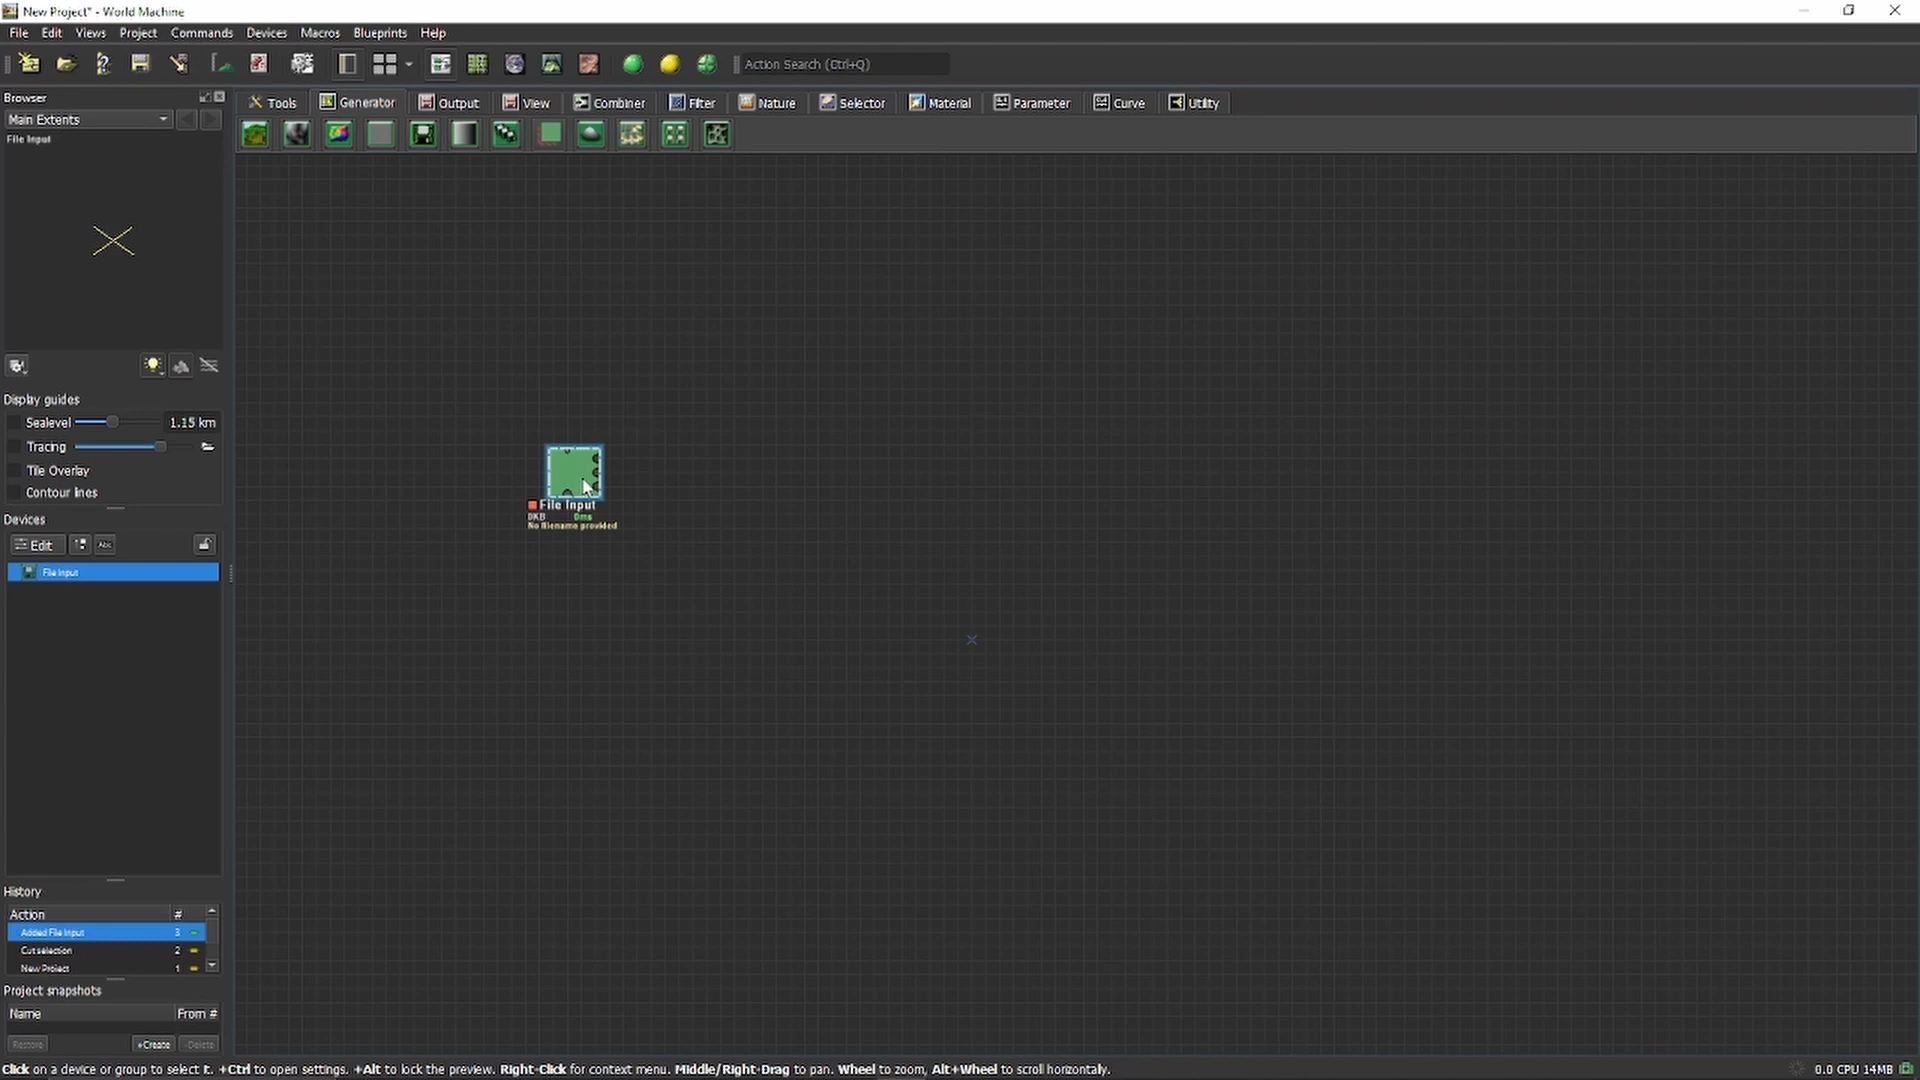 New Project* - World Machine
File Edit Views Project Commands Devices Macros Blueprints Help
Action Search (Ctrl+Q)
Browser
Tools Generator Output View Combiner Filter Nature Selector Material Parameter Curve Utility
Main Extents
File Input
Display guides
Sealevel 1.15 km
Tracing
Tile Overlay
Contour lines
File Input
0KB 0ms
No filename provided
Devices
Edit Abc
File Input
History
Action #
Added File Input 3
Cut selection 2
New Project 1
Project snapshots
Name From #
Restore +Create -Delete
Click on a device or group to select it. +Ctrl to open settings. +Alt to lock the preview. Right-Click for context menu. Middle/Right-Drag to pan. Wheel to zoom, Alt+Wheel to scroll horizontaly.
0.0 CPU 14MB